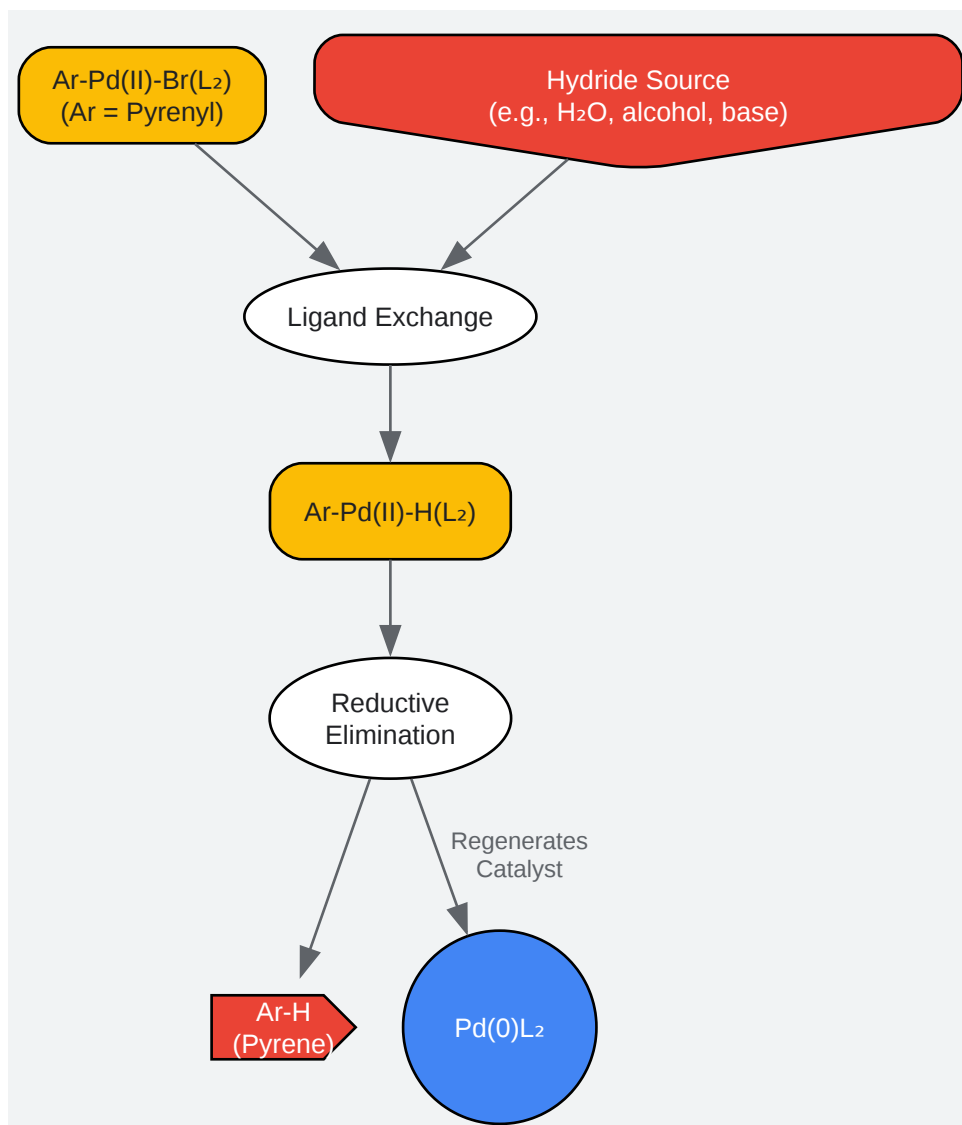 Ar-Pd(II)-Br(L₂)
(Ar = Pyrenyl)
Hydride Source
(e.g., H₂O, alcohol, base)
Ligand Exchange
Ar-Pd(II)-H(L₂)
Reductive
Elimination
Regenerates
Catalyst
Ar-H
(Pyrene)
Pd(0)L₂